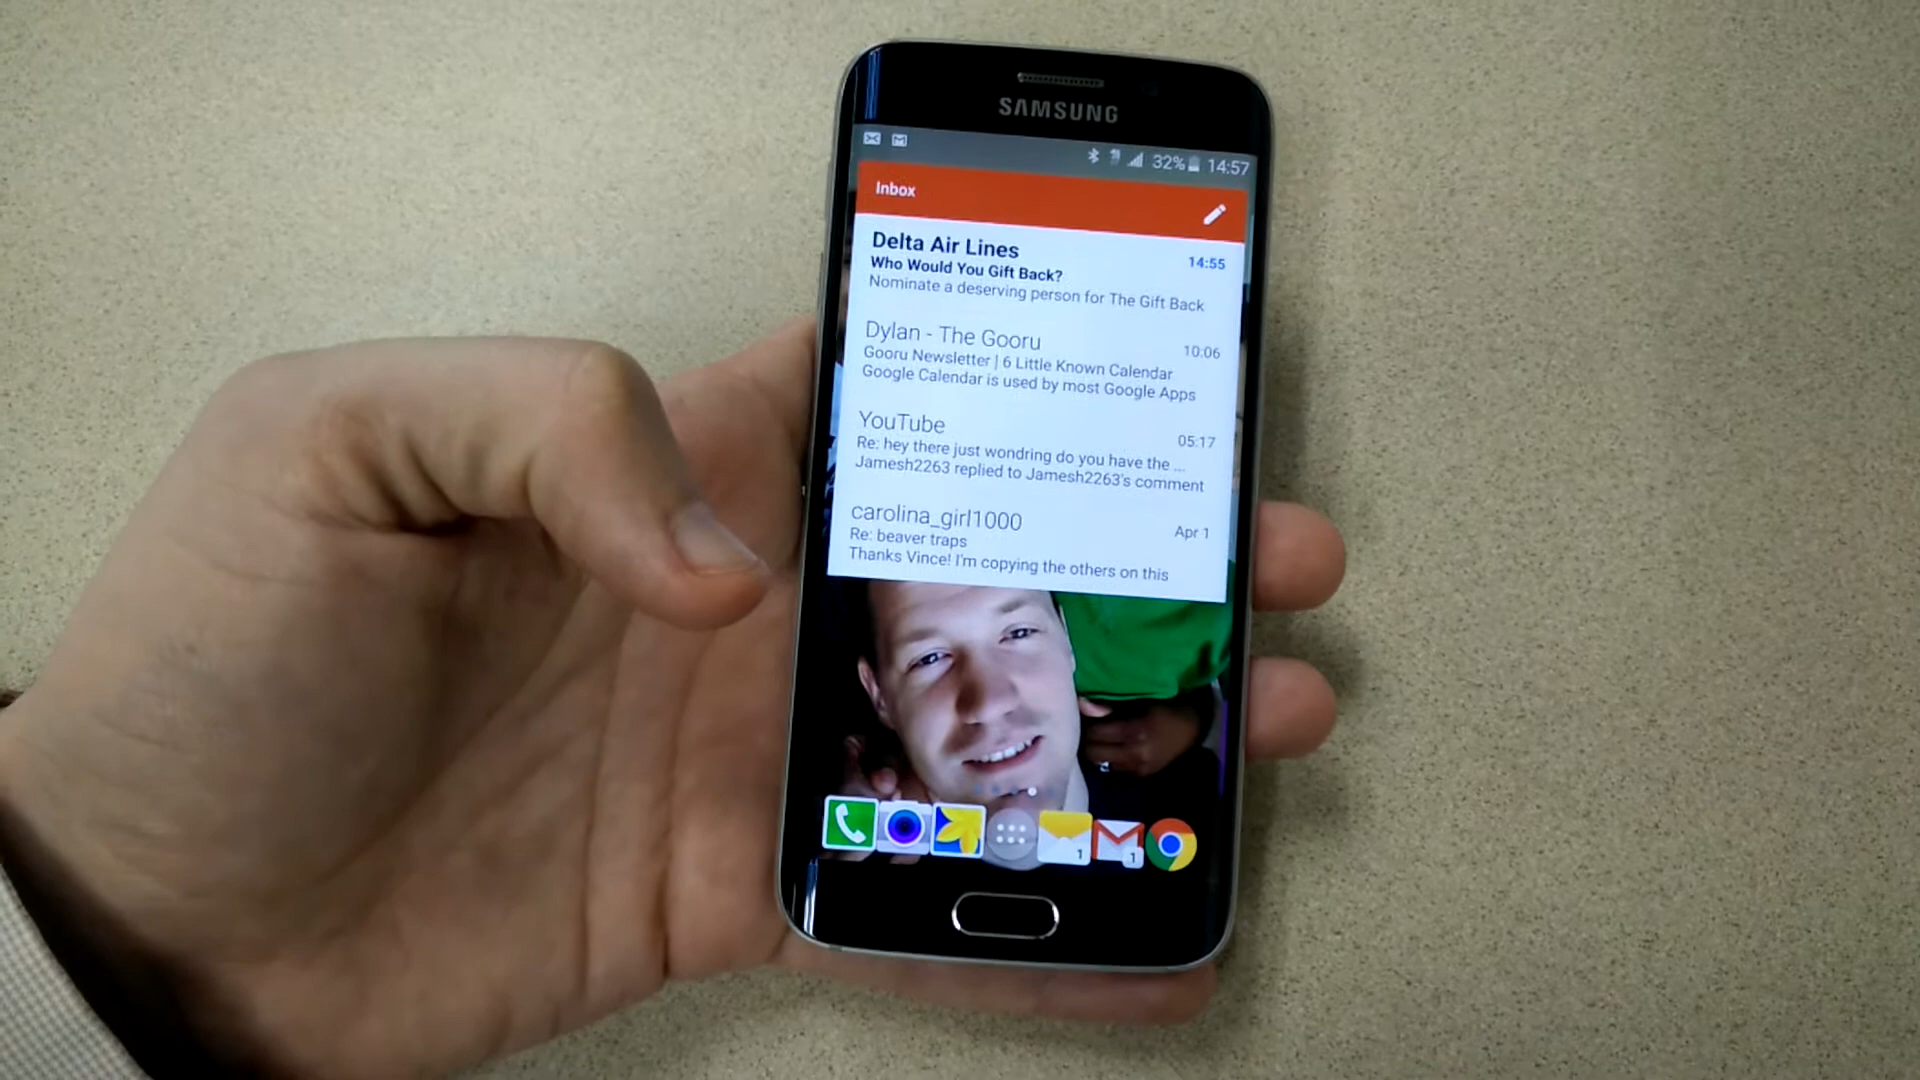 SAMSUNG
32% 14:57
Inbox
Delta Air Lines
14:55
Who Would You Gift Back?
Nominate a deserving person for The Gift Back
Dylan - The Gooru
10:06
Gooru Newsletter | 6 Little Known Calendar
Google Calendar is used by most Google Apps
YouTube
05:17
Re: hey there just wondring do you have the ...
Jamesh2263 replied to Jamesh2263's comment
carolina_girl1000
Apr 1
Re: beaver traps
Thanks Vince! I'm copying the others on this
1
1